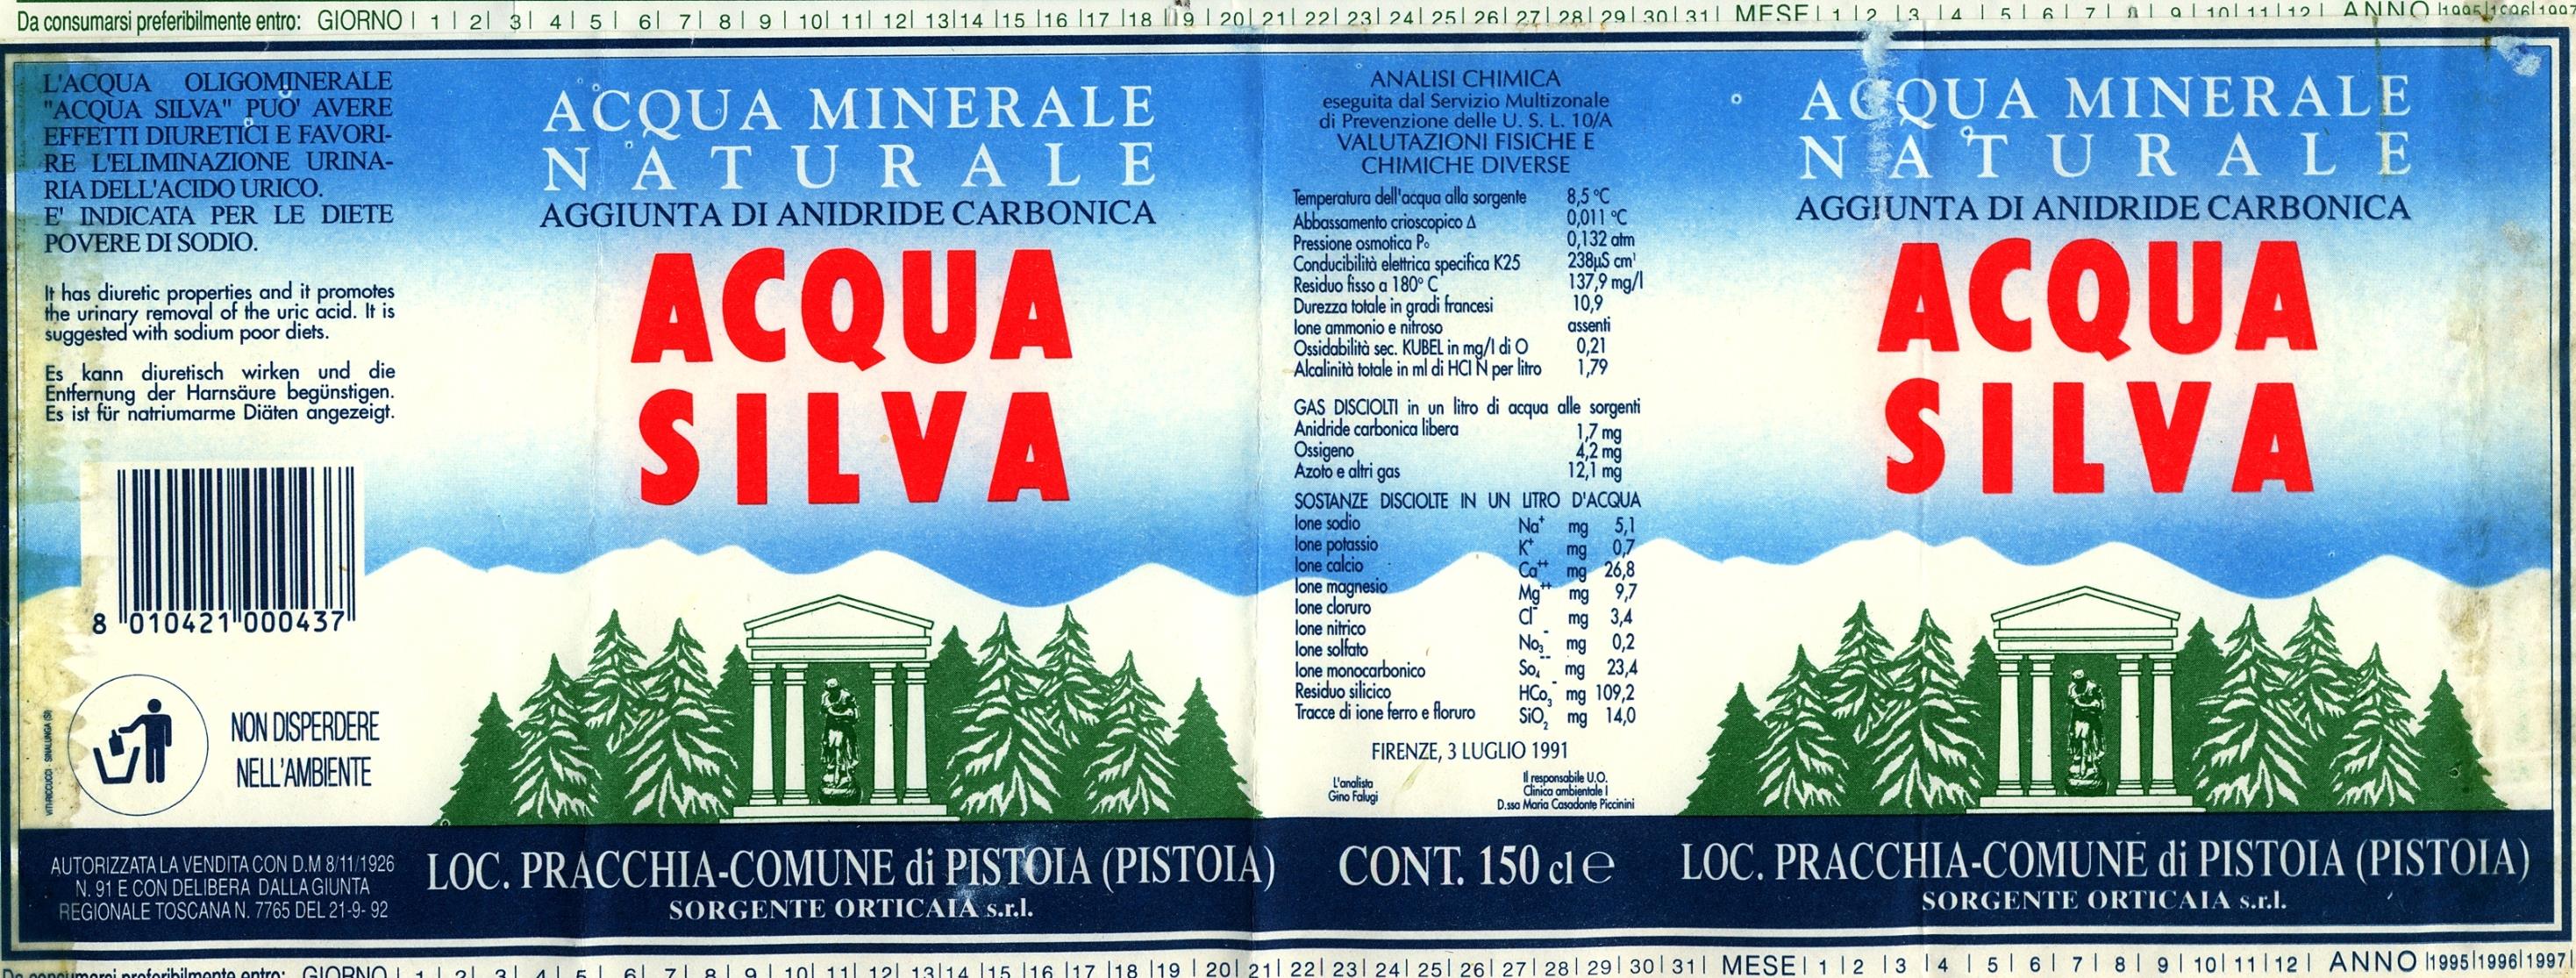 Da consumarsi preferibilmente entro: GIORNO | 1 | 2 | 3 | 4 | 5 | 6 | 7 | 8 | 9 | 10 | 11 | 12 | 13 | 14 | 15 | 16 | 17 | 18 | 19 | 20 | 21 | 22 | 23 | 24 | 25 | 26 | 27 | 28 | 29 | 30 | 31 | MESE | 1 | 2 | 3 | 4 | 5 | 6 | 7 | 8 | 9 | 10 | 11 | 12 | ANNO | 1995 | 1996 | 1997
L'ACQUA OLIGOMINERALE
"ACQUA SILVA" PUO' AVERE
EFFETTI DIURETICI E FAVORI-
RE L'ELIMINAZIONE URINA-
RIA DELL'ACIDO URICO.
E' INDICATA PER LE DIETE
POVERE DI SODIO.
It has diuretic properties and it promotes
the urinary removal of the uric acid. It is
suggested with sodium poor diets.
Es kann diuretisch wirken und die
Entfernung der Harnsäure begünstigen.
Es ist für natriumarme Diäten angezeigt.
8 010421 000437
VITI-RICCUCCI - SINALUNGA (SI)
NON DISPERDERE
NELL'AMBIENTE
AUTORIZZATA LA VENDITA CON D.M 8/11/1926
N. 91 E CON DELIBERA DALLA GIUNTA
REGIONALE TOSCANA N. 7765 DEL 21-9- 92
ACQUA MINERALE
NATURALE
AGGIUNTA DI ANIDRIDE CARBONICA
ACQUA
SILVA
LOC. PRACCHIA-COMUNE di PISTOIA (PISTOIA)
SORGENTE ORTICAIA s.r.l.
ANALISI CHIMICA
eseguita dal Servizio Multizonale
di Prevenzione delle U. S. L. 10/A
VALUTAZIONI FISICHE E
CHIMICHE DIVERSE
Temperatura dell'acqua alla sorgente 8,5 °C
Abbassamento crioscopico Δ 0,011 °C
Pressione osmotica P₀ 0,132 atm
Conducibilità elettrica specifica K25 238µS cm¹
Residuo fisso a 180° C 137,9 mg/l
Durezza totale in gradi francesi 10,9
Ione ammonio e nitroso assenti
Ossidabilità sec. KUBEL in mg/l di O 0,21
Alcalinità totale in ml di HCl N per litro 1,79
GAS DISCIOLTI in un litro di acqua alle sorgenti
Anidride carbonica libera 1,7 mg
Ossigeno 4,2 mg
Azoto e altri gas 12,1 mg
SOSTANZE DISCIOLTE IN UN LITRO D'ACQUA
Ione sodio Na⁺ mg 5,1
Ione potassio K⁺ mg 0,7
Ione calcio Ca⁺⁺ mg 26,8
Ione magnesio Mg⁺⁺ mg 9,7
Ione cloruro Cl⁻ mg 3,4
Ione nitrico No₃⁻ mg 0,2
Ione solfato So₄⁻⁻ mg 23,4
Ione monocarbonico HCo₃⁻ mg 109,2
Residuo silicico SiO₂ mg 14,0
Tracce di ione ferro e floruro
FIRENZE, 3 LUGLIO 1991
L'analista
Gino Falugi
Il responsabile U.O.
Clinica ambientale I
D.ssa Maria Casadonte Piccinini
CONT. 150 cl e
ACQUA MINERALE
NATURALE
AGGIUNTA DI ANIDRIDE CARBONICA
ACQUA
SILVA
LOC. PRACCHIA-COMUNE di PISTOIA (PISTOIA)
SORGENTE ORTICAIA s.r.l.
Da consumarsi preferibilmente entro: GIORNO | 1 | 2 | 3 | 4 | 5 | 6 | 7 | 8 | 9 | 10 | 11 | 12 | 13 | 14 | 15 | 16 | 17 | 18 | 19 | 20 | 21 | 22 | 23 | 24 | 25 | 26 | 27 | 28 | 29 | 30 | 31 | MESE | 1 | 2 | 3 | 4 | 5 | 6 | 7 | 8 | 9 | 10 | 11 | 12 | ANNO | 1995 | 1996 | 1997